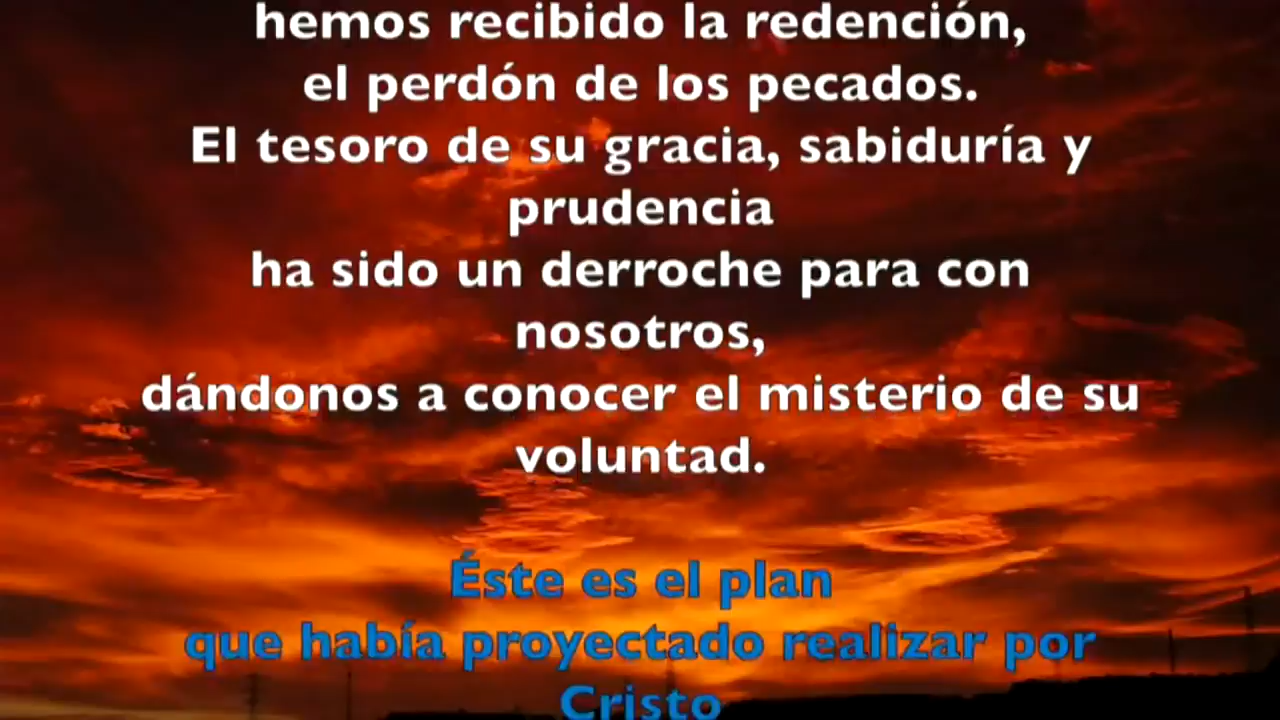 hemos recibido la redención,
el perdón de los pecados.
El tesoro de su gracia, sabiduría y
prudencia
ha sido un derroche para con
nosotros,
dándonos a conocer el misterio de su
voluntad.
Éste es el plan
que había proyectado realizar por
Cristo